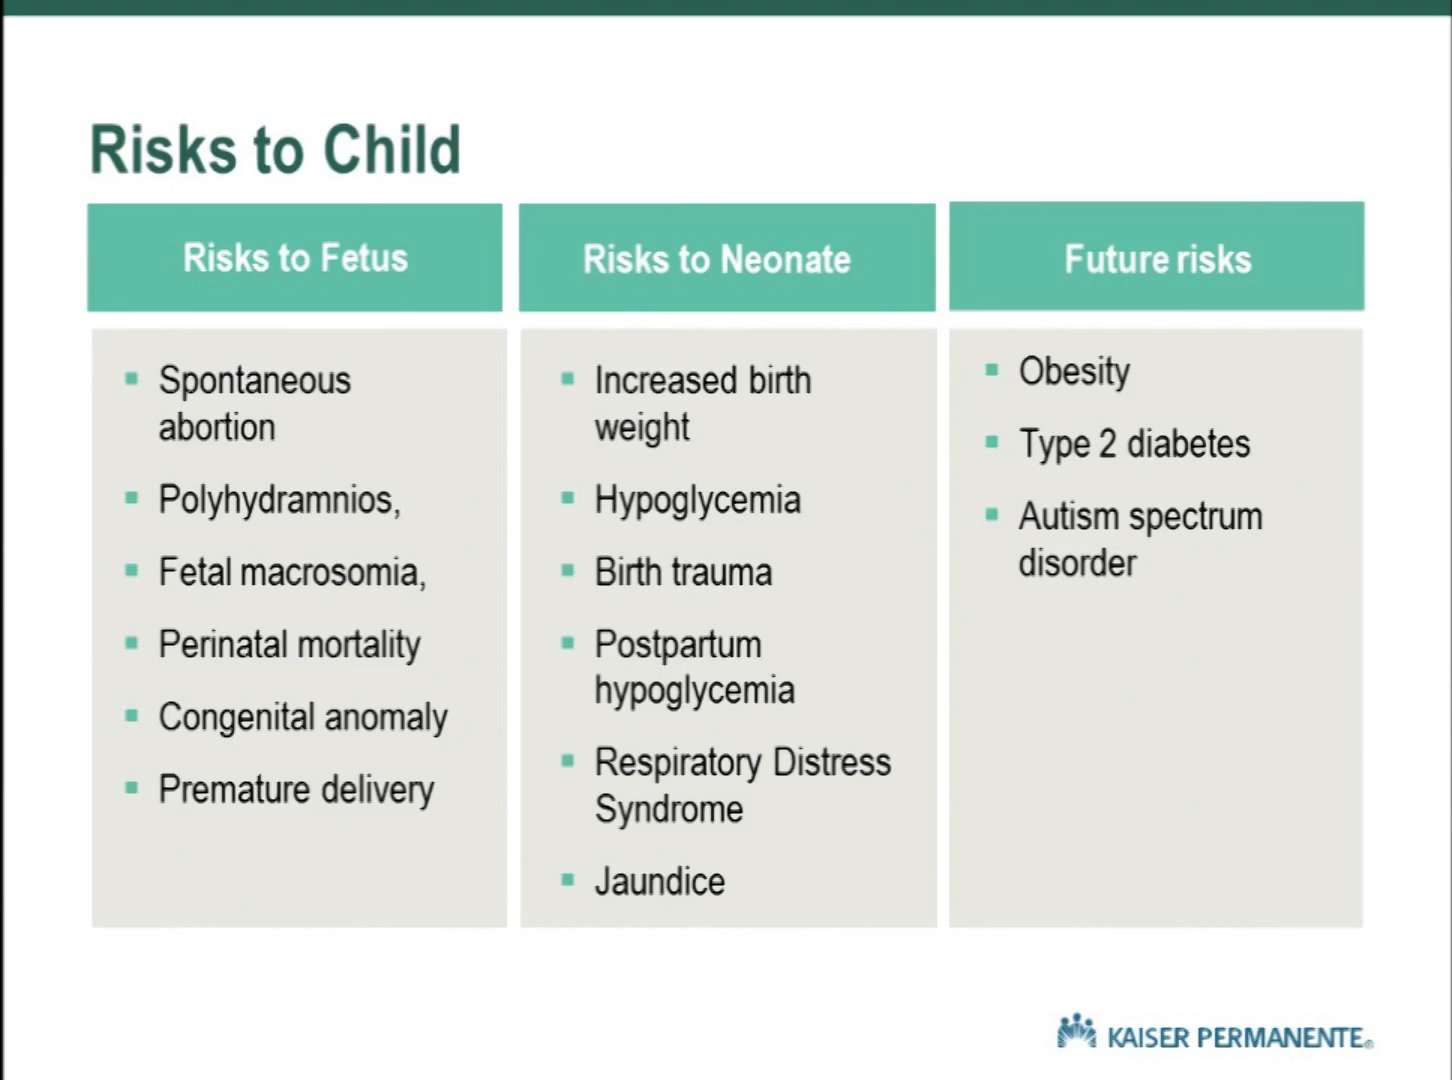 Risks to Child
Risks to Fetus
Spontaneous
abortion
Polyhydramnios,
Fetal macrosomia,
Perinatal mortality
Congenital anomaly
Premature delivery
Risks to Neonate
Increased birth
weight
Hypoglycemia
Birth trauma
Postpartum
hypoglycemia
Respiratory Distress
Syndrome
Jaundice
Future risks
Obesity
Type 2 diabetes
Autism spectrum
disorder
KAISER PERMANENTE®